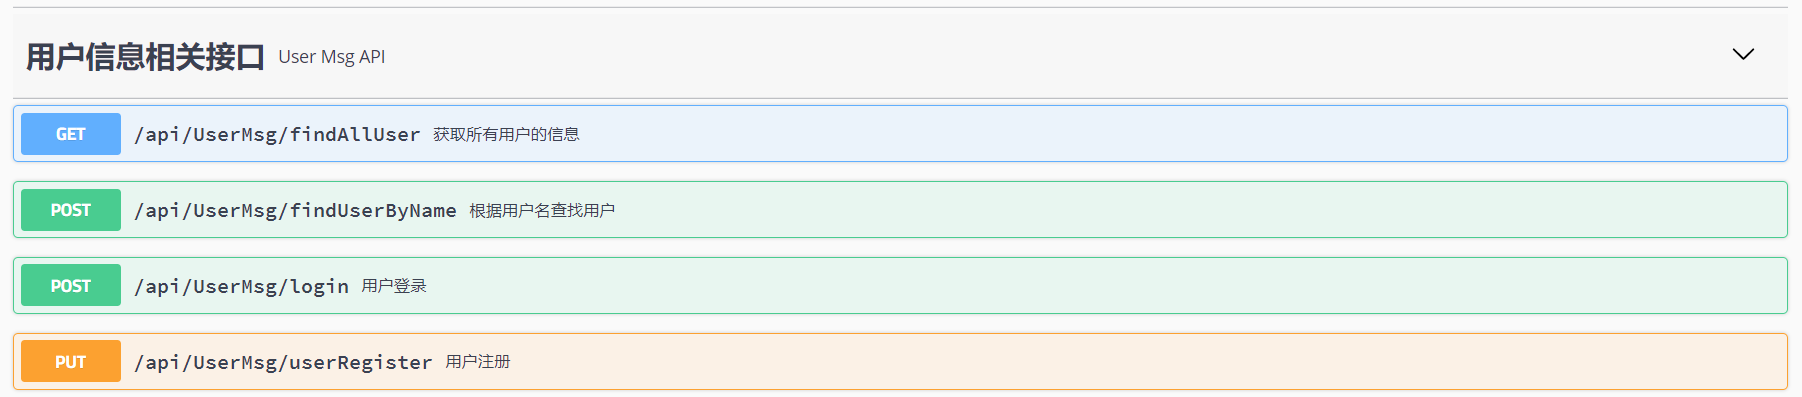 用户信息相关接口 User Msg API
GET /api/UserMsg/findAllUser 获取所有用户的信息
POST /api/UserMsg/findUserByName 根据用户名查找用户
POST /api/UserMsg/login 用户登录
PUT /api/UserMsg/userRegister 用户注册